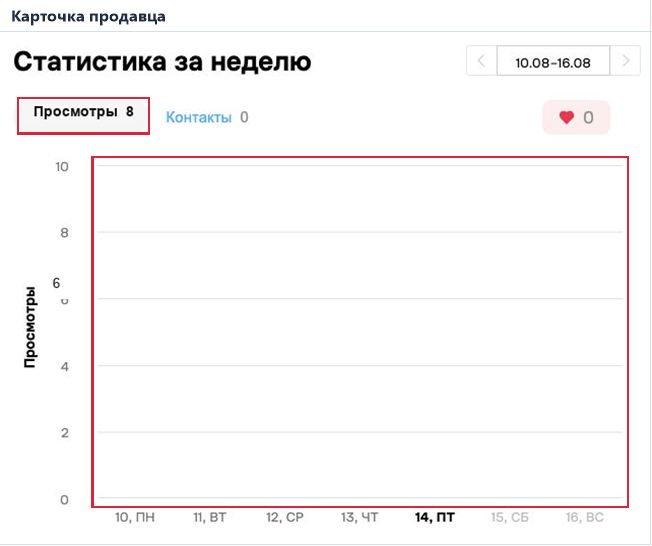 Карточка продавца
Статистика за неделю
10.08–16.08
Просмотры 8
Контакты 0
0
10
8
6
6
4
2
0
Просмотры
10, ПН
11, ВТ
12, СР
13, ЧТ
14, ПТ
15, СБ
16, ВС